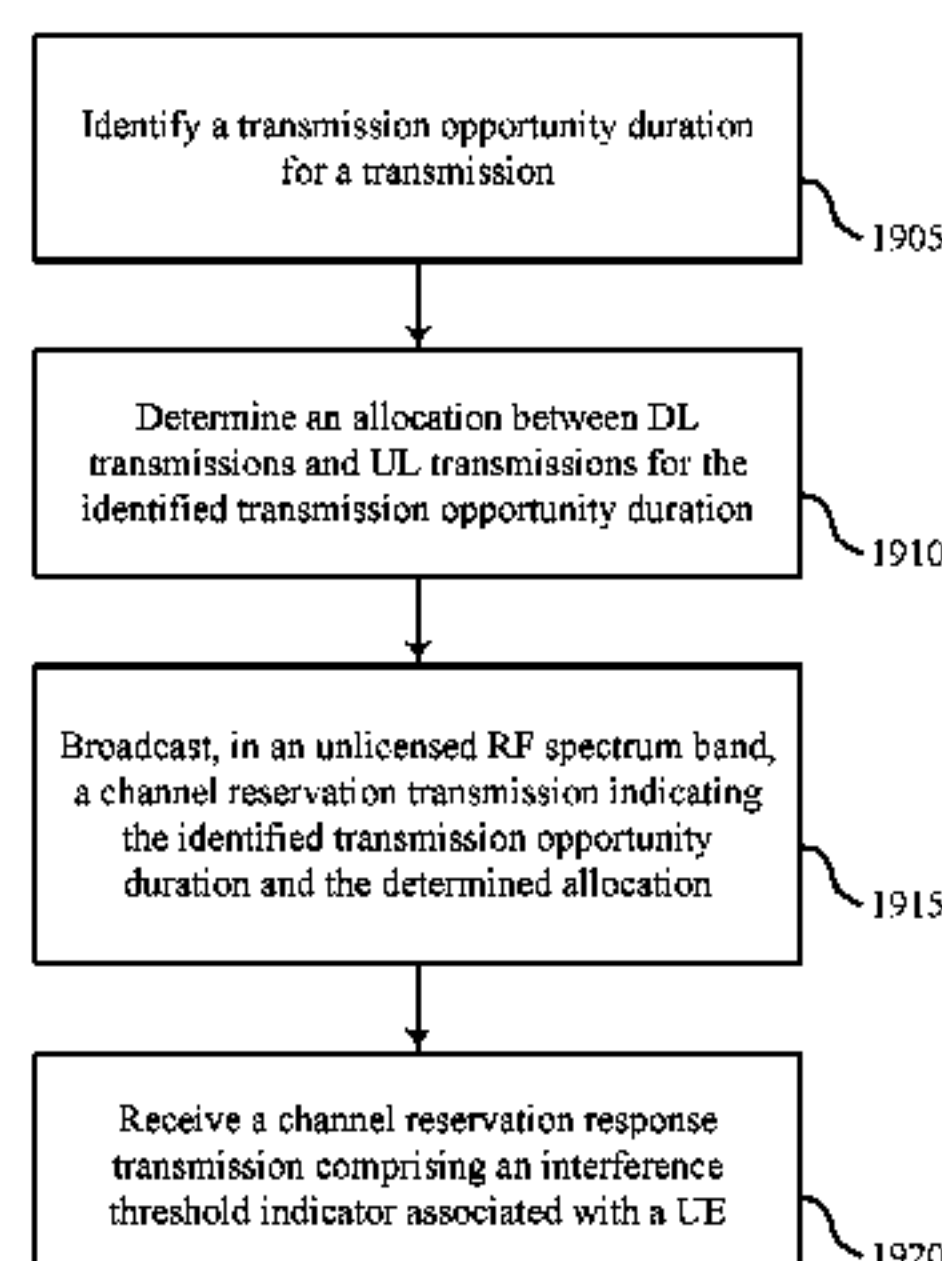 Identify a transmission opportunity duration
for a transmission
1905
Determine an allocation between DL
transmissions and UL transmissions for the
identified transmission opportunity duration
1910
Broadcast, in an unlicensed RF spectrum band,
a channel reservation transmission indicating
the identified transmission opportunity
duration and the determined allocation
1915
Receive a channel reservation response
transmission comprising an interference
threshold indicator associated with a UE
1920